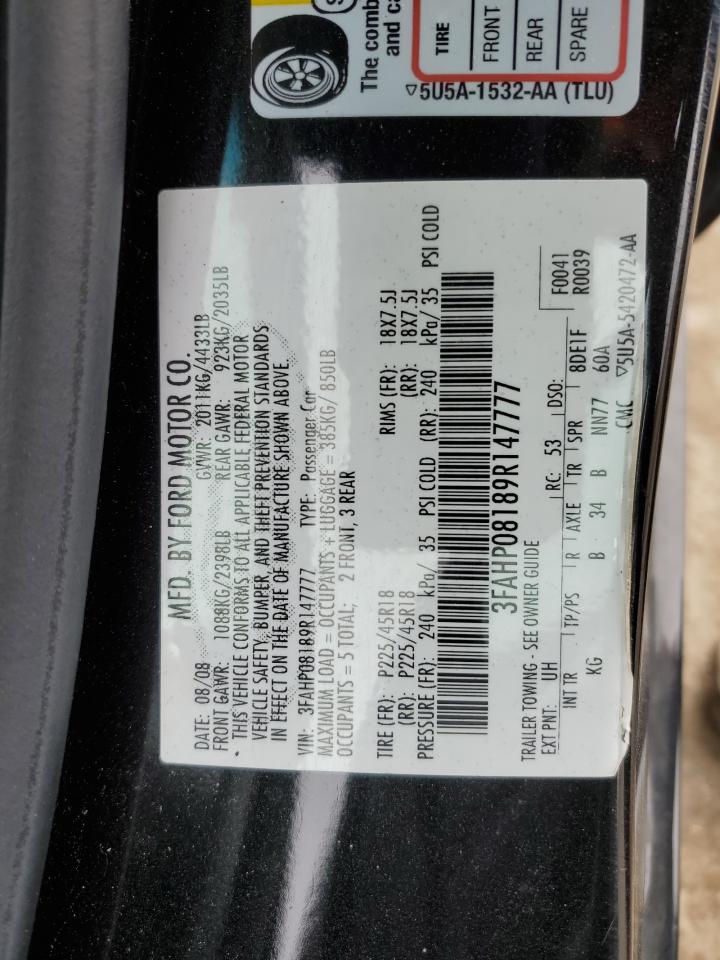 The comb
and ca
TIRE
FRONT
REAR
SPARE
5U5A-1532-AA (TLU)
MFD. BY FORD MOTOR CO.
DATE: 08/08 GVWR: 2011KG/4433LB
FRONT GAWR: 1088KG/2398LB REAR GAWR: 923KG/2035LB
* THIS VEHICLE CONFORMS TO ALL APPLICABLE FEDERAL MOTOR
VEHICLE SAFETY, BUMPER, AND THEFT PREVENTION STANDARDS
IN EFFECT ON THE DATE OF MANUFACTURE SHOWN ABOVE.
VIN: 3FAHP08189R147777 TYPE: Passenger Car
MAXIMUM LOAD = OCCUPANTS + LUGGAGE = 385KG/ 850LB
OCCUPANTS = 5 TOTAL; 2 FRONT, 3 REAR
TIRE (FR): P225/45R18 RIMS (FR): 18X7.5J
(RR): P225/45R18 (RR): 18X7.5J
PRESSURE (FR): 240 kPa/ 35 PSI COLD (RR): 240 kPa/ 35 PSI COLD
3FAHP08189R147777
TRAILER TOWING - SEE OWNER GUIDE F0041
EXT PNT: UH RC: 53 DSO: R0039
INT TR TP/PS R AXLE TR SPR 8DE1F
KG B 34 B NN77 60A
CMC 5U5A-5420472-AA